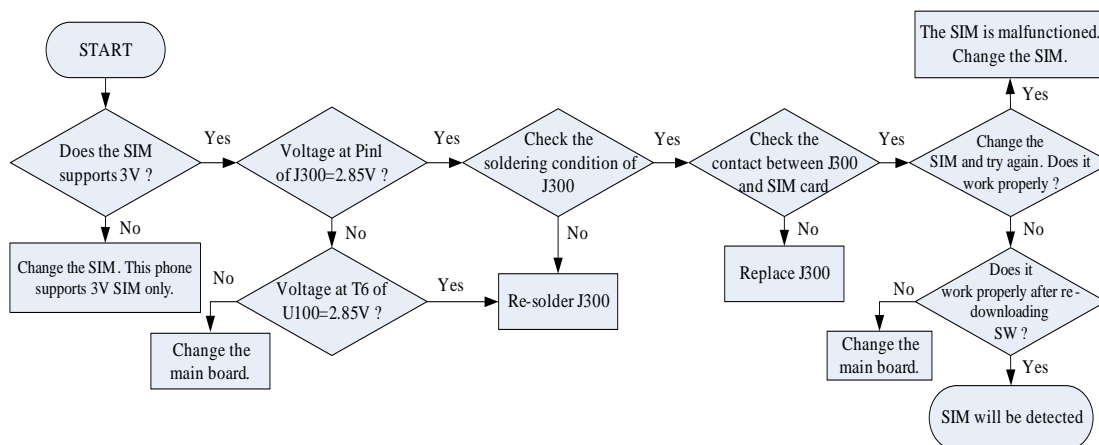 START
Does the SIM
supports 3V ?
Yes
No
Change the SIM . This phone
supports 3V SIM only.
Voltage at Pin1
of J300=2.85V ?
Yes
No
Voltage at T6 of
U100=2.85V ?
No
Change the
main board.
Yes
Check the
soldering condition of
J300
Yes
No
Re-solder J300
Check the
contact between J300
and SIM card
Yes
No
Replace J300
Change the
SIM and try again. Does it
work properly ?
Yes
The SIM is malfunctioned.
Change the SIM.
No
Does it
work properly after re-
downloading
SW ?
No
Change the
main board.
Yes
SIM will be detected